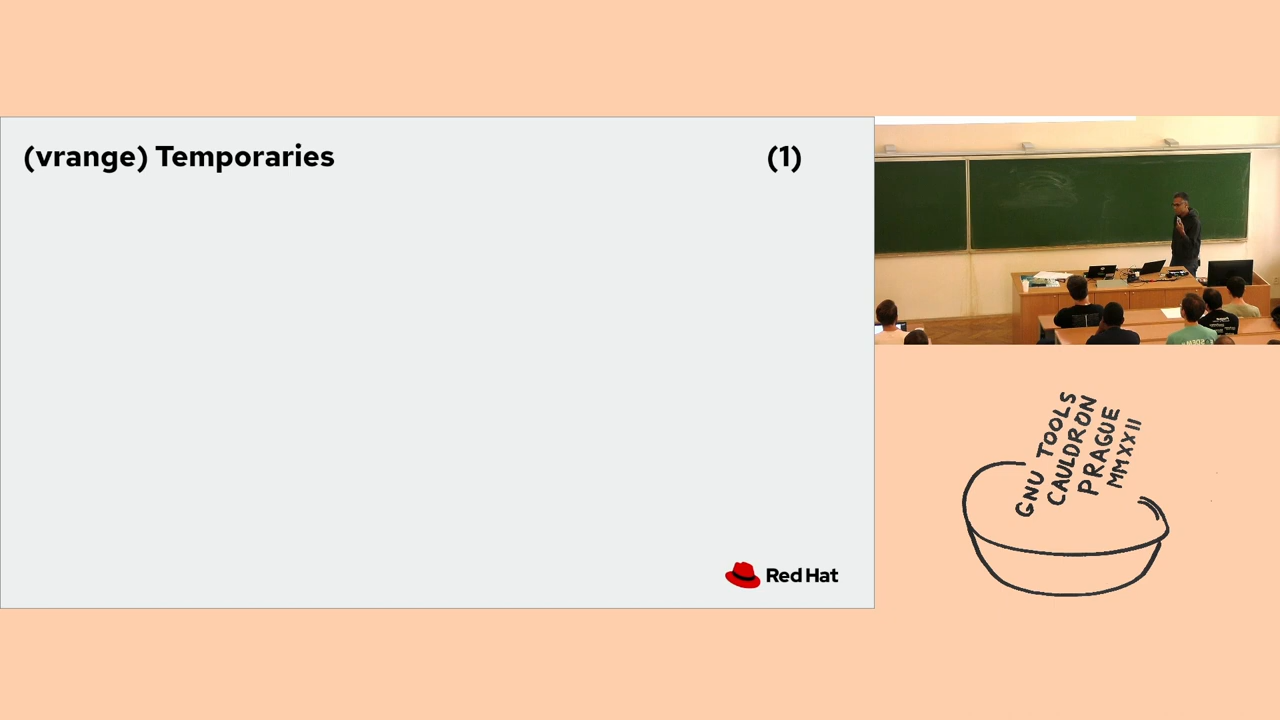 (vrange) Temporaries (1)
Red Hat
GNU TOOLS
CAULDRON
PRAGUE
MMXXII